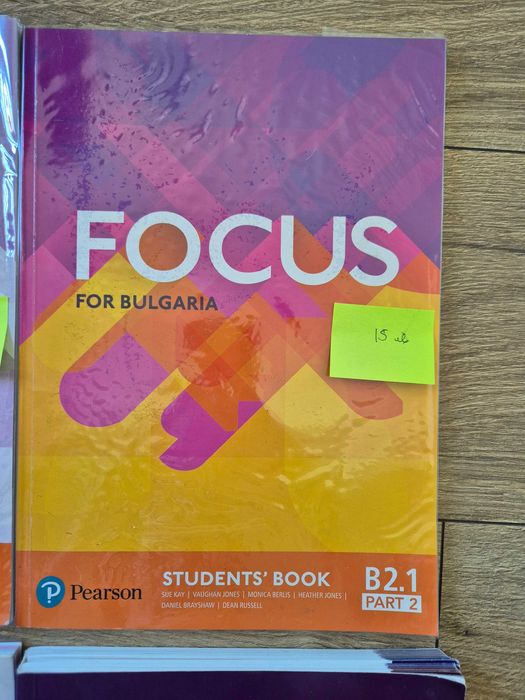 FOCUS
FOR BULGARIA
15 лв
Pearson
STUDENTS' BOOK
SUE KAY | VAUGHAN JONES | MONICA BERLIS | HEATHER JONES |
DANIEL BRAYSHAW | DEAN RUSSELL
B2.1
PART 2